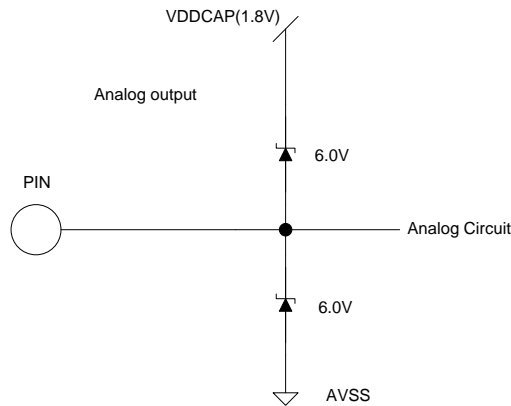 VDDCAP(1.8V)
Analog output
6.0V
PIN
Analog Circuit
6.0V
AVSS